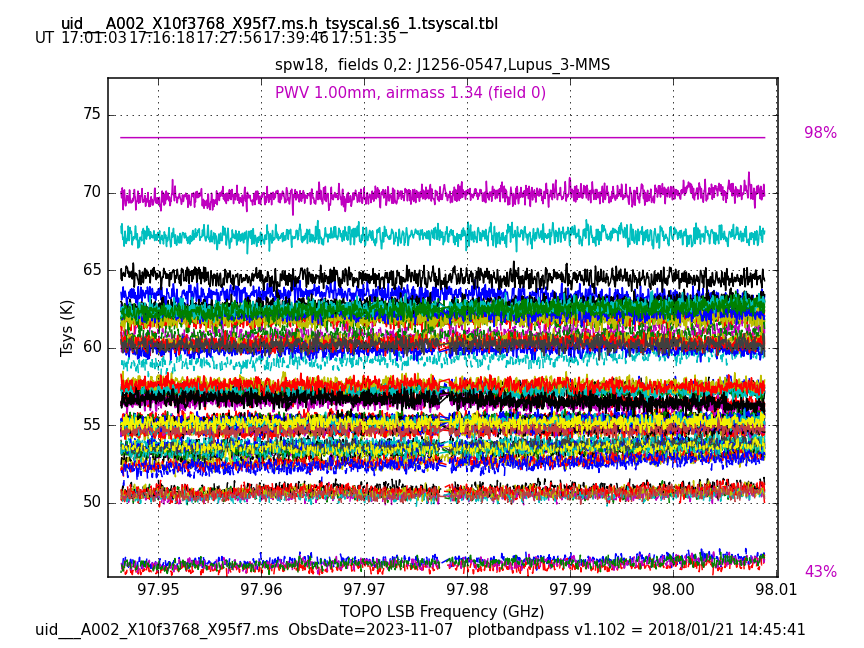 uid___A002_X10f3768_X95f7.ms.h_tsyscal.s6_1.tsyscal.tbl
UT 17:01:03 17:16:18 17:27:56 17:39:46 17:51:35
spw18,  fields 0,2: J1256-0547,Lupus_3-MMS
PWV 1.00mm, airmass 1.34 (field 0)
98%
75
70
65
60
55
50
Tsys (K)
43%
97.95 97.96 97.97 97.98 97.99 98.00 98.01
TOPO LSB Frequency (GHz)
uid___A002_X10f3768_X95f7.ms  ObsDate=2023-11-07   plotbandpass v1.102 = 2018/01/21 14:45:41